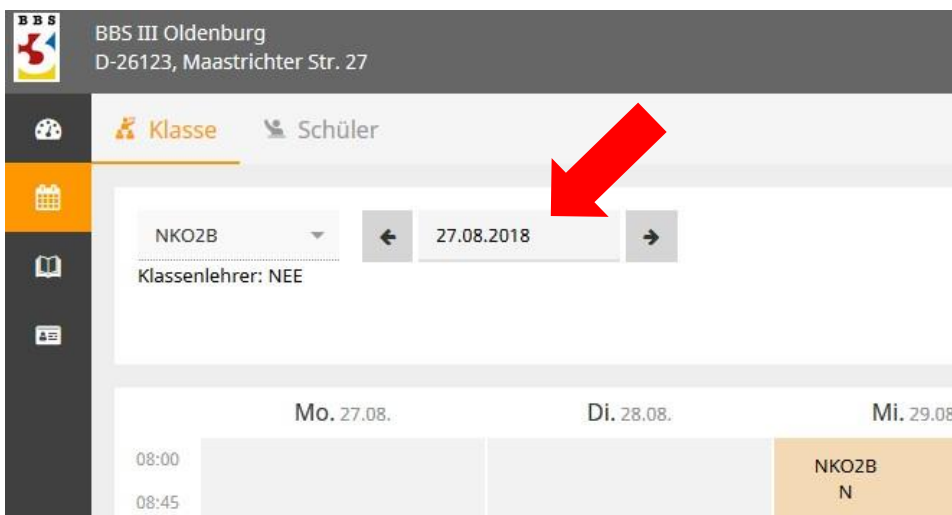 BBS
BBS III Oldenburg
D-26123, Maastrichter Str. 27
Klasse Schüler
NKO2B 27.08.2018
Klassenlehrer: NEE
Mo. 27.08. Di. 28.08. Mi. 29.08
08:00
NKO2B
N
08:45